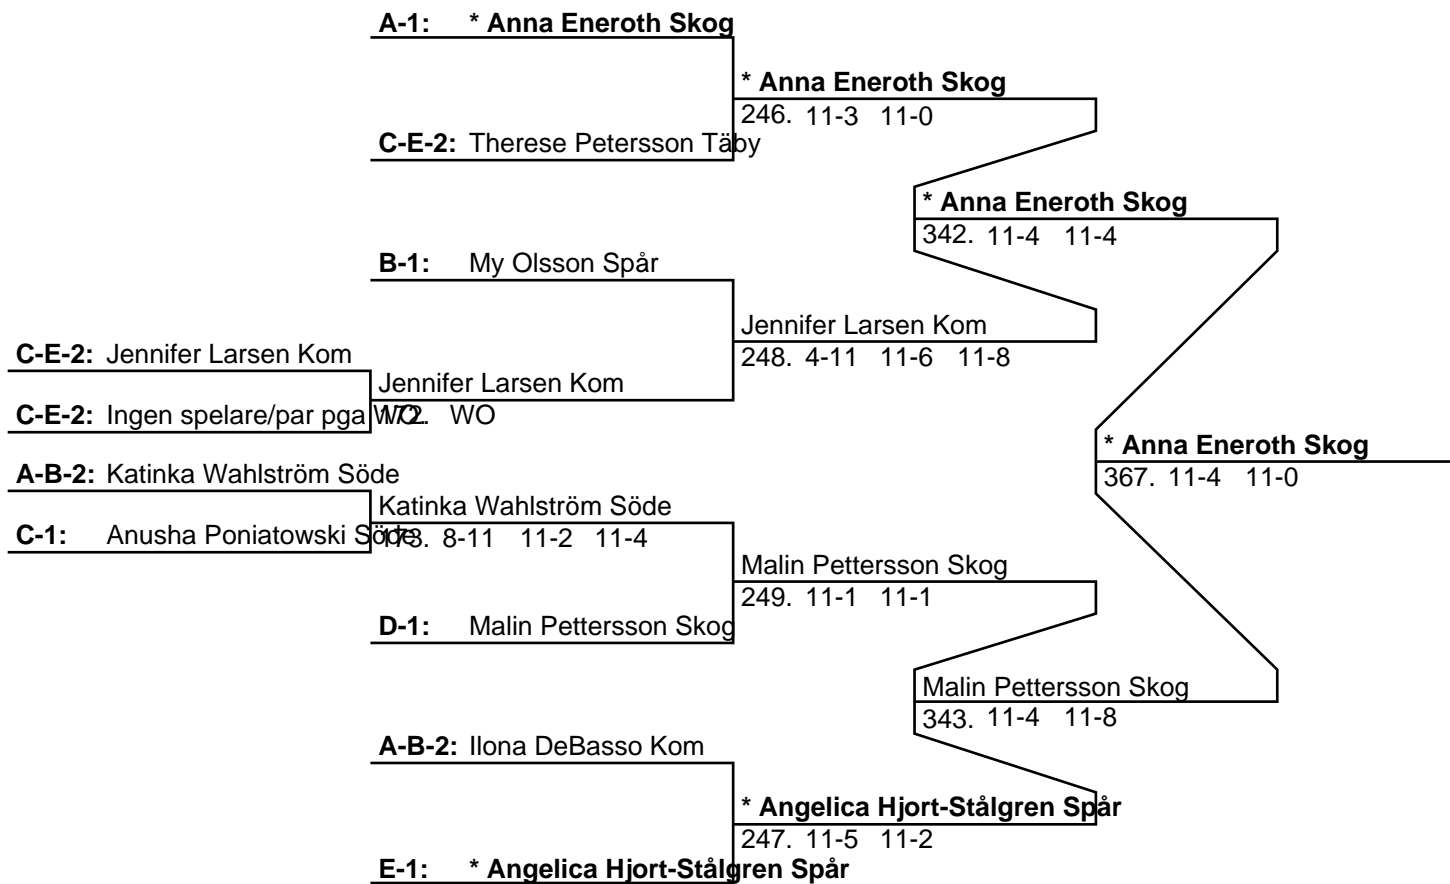 A-1: * Anna Eneroth Skog
* Anna Eneroth Skog
246. 11-3 11-0
C-E-2: Therese Petersson Täby
* Anna Eneroth Skog
342. 11-4 11-4
B-1: My Olsson Spår
Jennifer Larsen Kom
248. 4-11 11-6 11-8
C-E-2: Jennifer Larsen Kom
Jennifer Larsen Kom
C-E-2: Ingen spelare/par pga WO
172. WO
* Anna Eneroth Skog
367. 11-4 11-0
A-B-2: Katinka Wahlström Söde
Katinka Wahlström Söde
C-1: Anusha Poniatowski Söde
173. 8-11 11-2 11-4
Malin Pettersson Skog
249. 11-1 11-1
D-1: Malin Pettersson Skog
Malin Pettersson Skog
343. 11-4 11-8
A-B-2: Ilona DeBasso Kom
* Angelica Hjort-Stålgren Spår
247. 11-5 11-2
E-1: * Angelica Hjort-Stålgren Spår